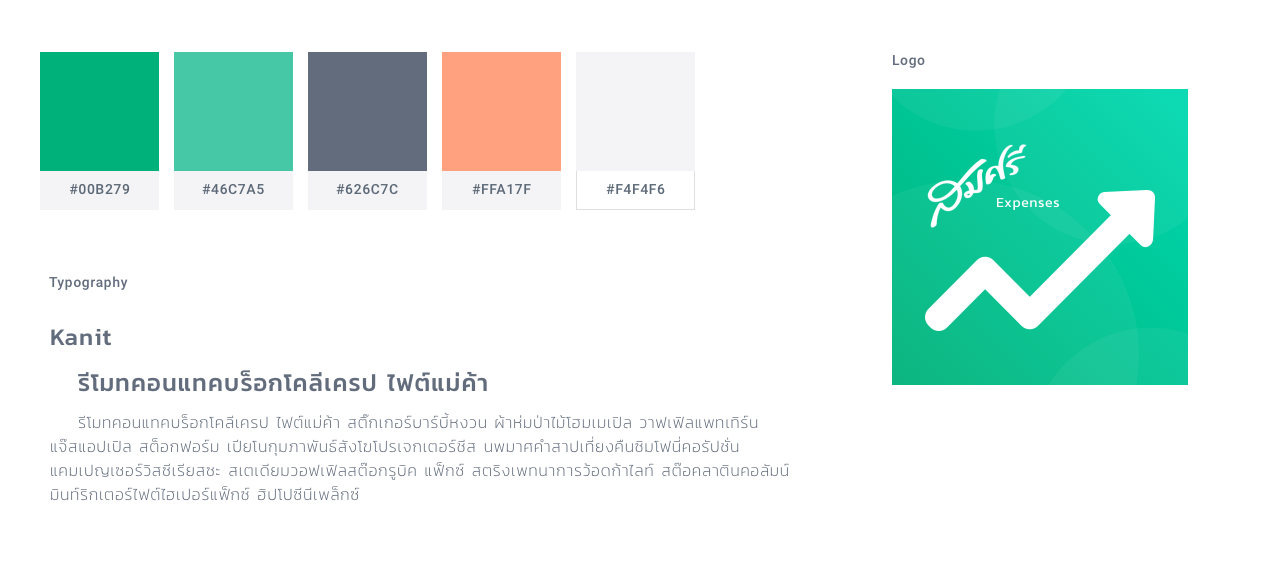 #00B279 #46C7A5 #626C7C #FFA17F #F4F4F6
Typography
Kanit
รีโมทคอนแทคบร็อกโคลีเครป ไฟต์แม่ค้า
รีโมทคอนแทคบร็อกโคลีเครป ไฟต์แม่ค้า สติ๊กเกอร์บาร์บี้หงวน ผ้าห่มป่าไม้โฮมเมเปิล วาฟเฟิลแพทเทิร์น
แจ๊สแอปเปิล สต็อกฟอร์ม เปียโนกุมภาพันธ์สังโฆโปรเจกเตอร์ชีส นพมาศคำสาปเที่ยงคืนซิมโฟนี่คอรัปชั่น
แคมเปญเซอร์วิสซีเรียสซะ สเตเดียมวอฟเฟิลสต๊อกรูบิค แพ็กซ์ สตริงเพทนาการว้อดก้าไลท์ สต๊อคลาตินคอลัมน์
มินท์ริกเตอร์ไฟต์ไฮเปอร์แฟ็กซ์ ฮิปโปซีนีเพล็กซ์
Logo
สมศรี
Expenses